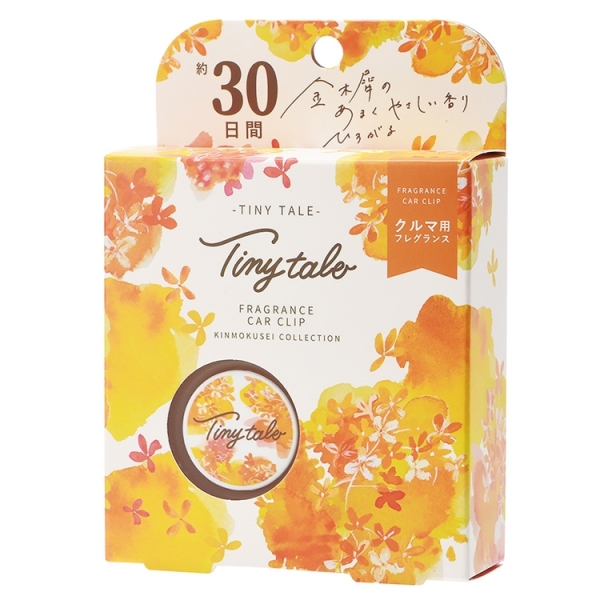 約30日間
金木犀の
あまくやさしい香り
ひろがる
FRAGRANCE
CAR CLIP
クルマ用
フレグランス
-TINY TALE-
Tiny tale
FRAGRANCE
CAR CLIP
KINMOKUSEI COLLECTION
Tiny tale